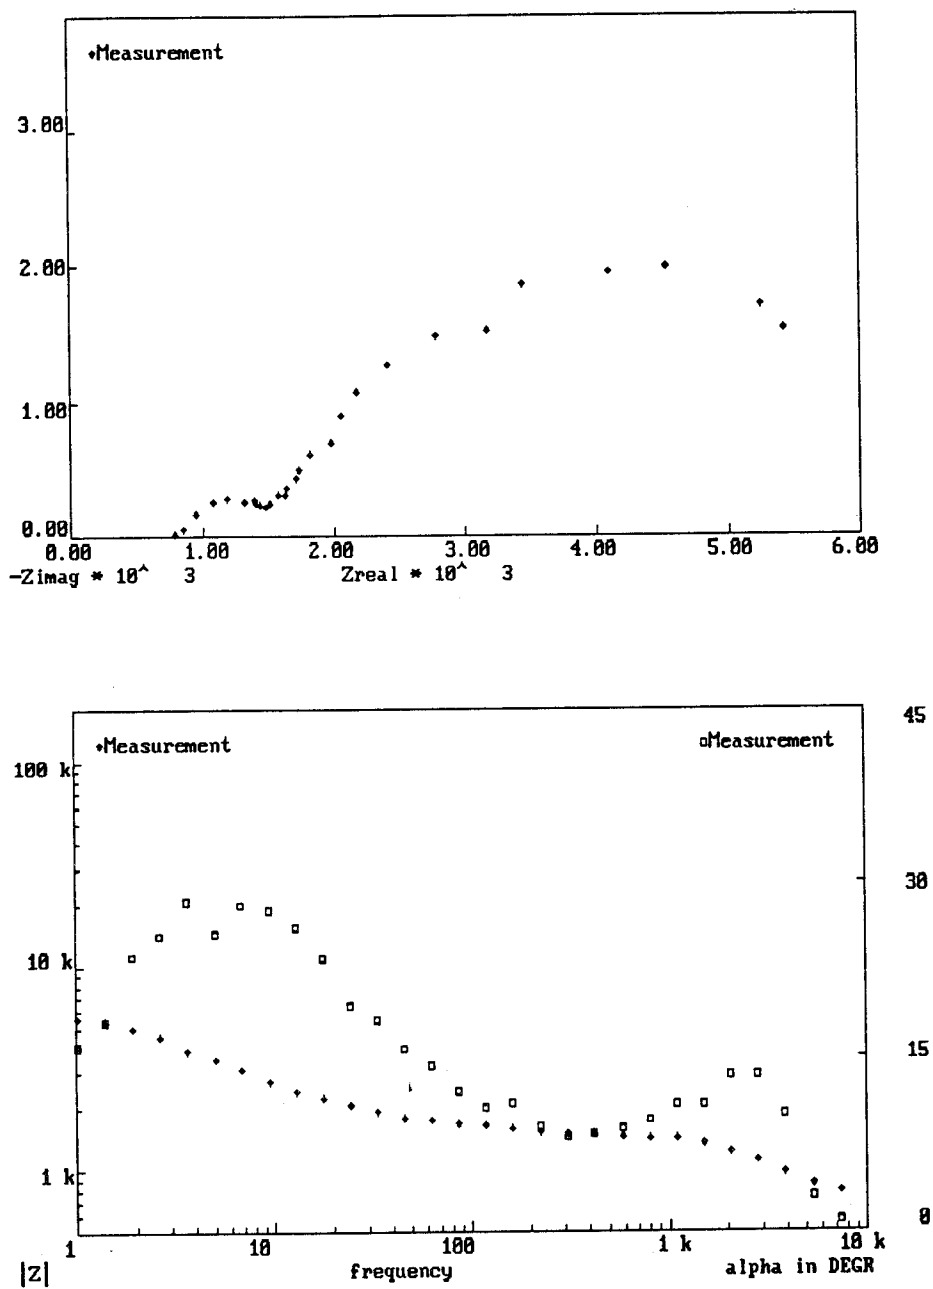 Measurement
3.00
2.00
1.00
0.00
0.00 1.00 2.00 3.00 4.00 5.00 6.00
-Zimag * 10^ 3 Zreal * 10^ 3
Measurement Measurement
45
100 k
30
10 k
15
1 k
0
1 10 100 1 k 10 k
|Z| frequency alpha in DEGR